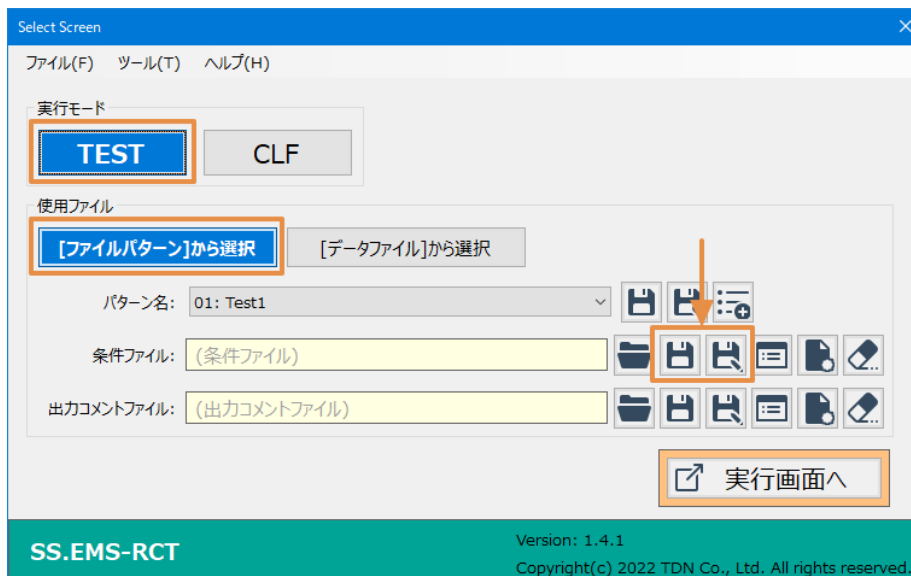 Select Screen
ファイル(F) ツール(T) ヘルプ(H)
実行モード
TEST CLF
使用ファイル
[ファイルパターン]から選択 [データファイル]から選択
パターン名: 01: Test1
条件ファイル: (条件ファイル)
出力コメントファイル: (出力コメントファイル)
実行画面へ
SS.EMS-RCT
Version: 1.4.1
Copyright(c) 2022 TDN Co., Ltd. All rights reserved.